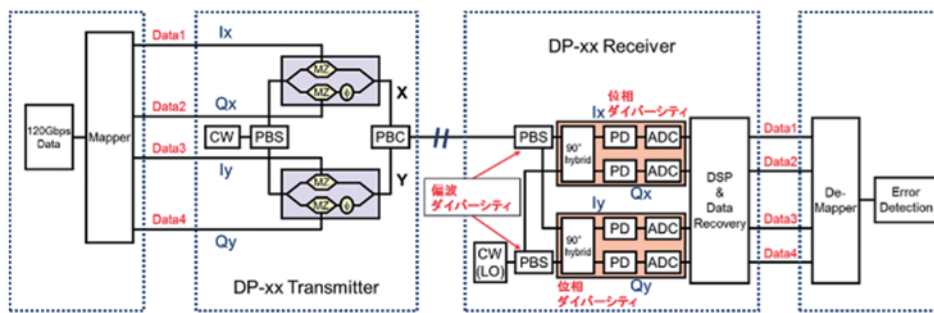 120Gbps
Data
Mapper
Data1
Ix
Data2
Qx
Data3
Iy
Data4
Qy
CW
PBS
MZ
MZ
ϕ
X
MZ
MZ
ϕ
Y
PBC
DP-xx Transmitter
DP-xx Receiver
PBS
偏波
ダイバーシティ
CW
(LO)
PBS
位相
ダイバーシティ
Ix
90°
hybrid
PD
ADC
PD
ADC
Qx
Iy
90°
hybrid
PD
ADC
PD
ADC
Qy
位相
ダイバーシティ
DSP
&
Data
Recovery
Data1
Data2
Data3
Data4
De-
Mapper
Error
Detection